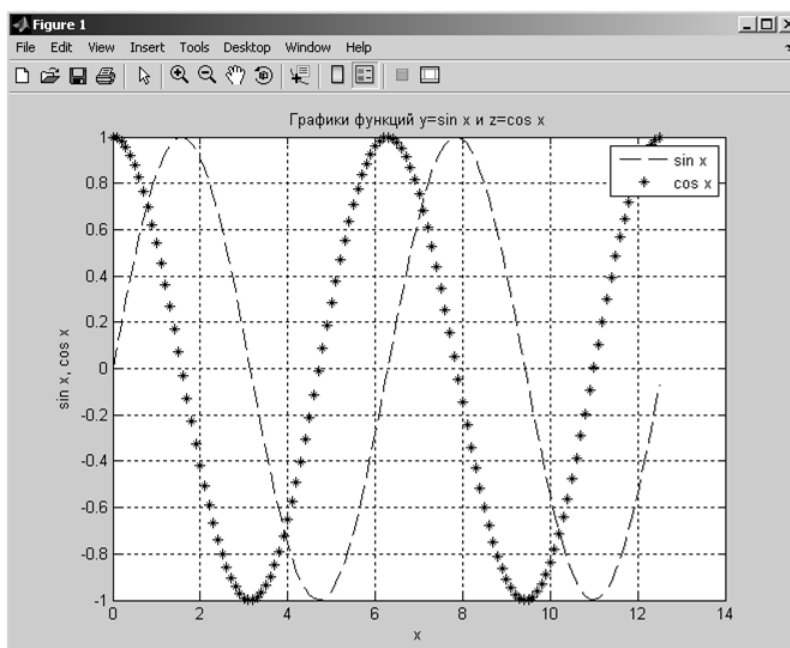 Figure 1
File Edit View Insert Tools Desktop Window Help
Графики функций y=sin x и z=cos x
sin x
cos x
1
0.8
0.6
0.4
0.2
0
-0.2
-0.4
-0.6
-0.8
-1
sin x, cos x
0 2 4 6 8 10 12 14
x